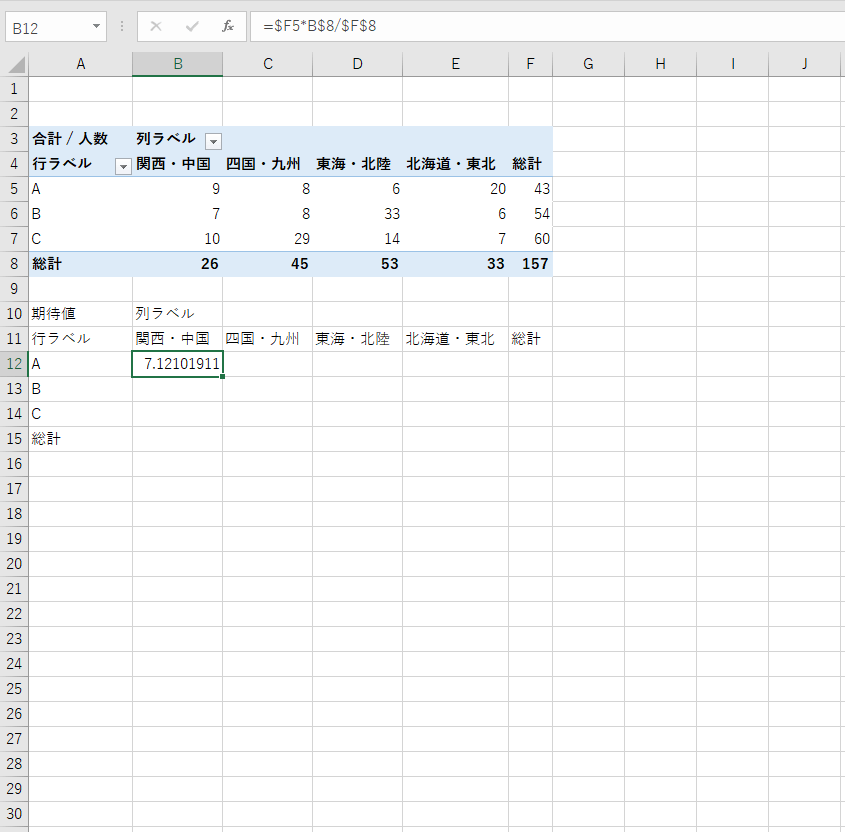 B12 fx =$F5*B$8/$F$8
A B C D E F G H I J
1
2
3 合計 / 人数 列ラベル
4 行ラベル 関西・中国 四国・九州 東海・北陸 北海道・東北 総計
5 A 9 8 6 20 43
6 B 7 8 33 6 54
7 C 10 29 14 7 60
8 総計 26 45 53 33 157
9
10 期待値 列ラベル
11 行ラベル 関西・中国 四国・九州 東海・北陸 北海道・東北 総計
12 A 7.12101911
13 B
14 C
15 総計
16
17
18
19
20
21
22
23
24
25
26
27
28
29
30